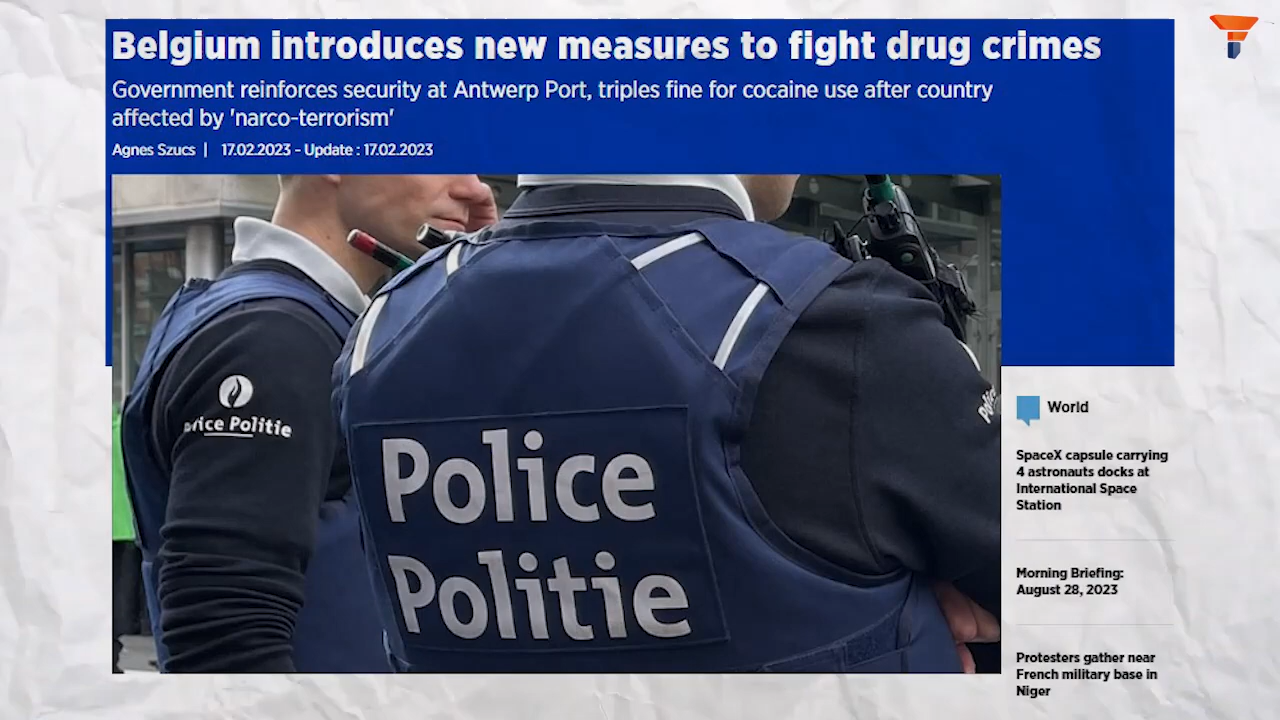 Belgium introduces new measures to fight drug crimes
Government reinforces security at Antwerp Port, triples fine for cocaine use after country
affected by 'narco-terrorism'
Agnes Szucs | 17.02.2023 - Update : 17.02.2023
Police Politie
Police
Politie
World
SpaceX capsule carrying
4 astronauts docks at
International Space
Station
Morning Briefing:
August 28, 2023
Protesters gather near
French military base in
Niger